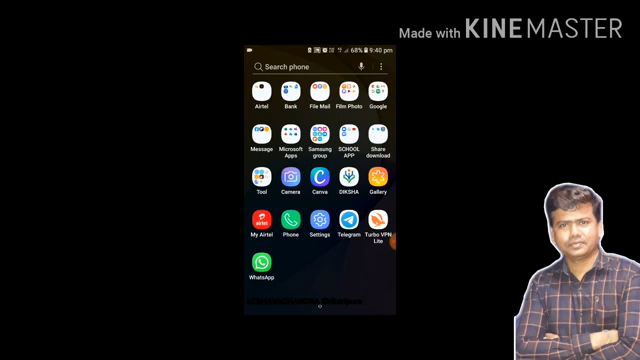 Made with KINEMASTER
68% 9:40 pm
Search phone
Airtel Bank File Mail Film Photo Google
Message Microsoft Apps Samsung group SCHOOL APP Share download
Tool Camera Canva DIKSHA Gallery
airtel
My Airtel Phone Settings Telegram Turbo VPN Lite
WhatsApp